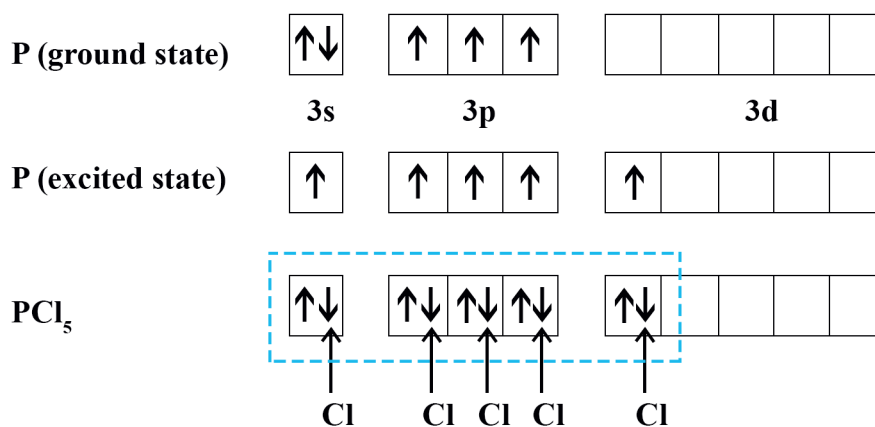 P (ground state)
3s 3p 3d
P (excited state)
PCl₅
Cl Cl Cl Cl Cl